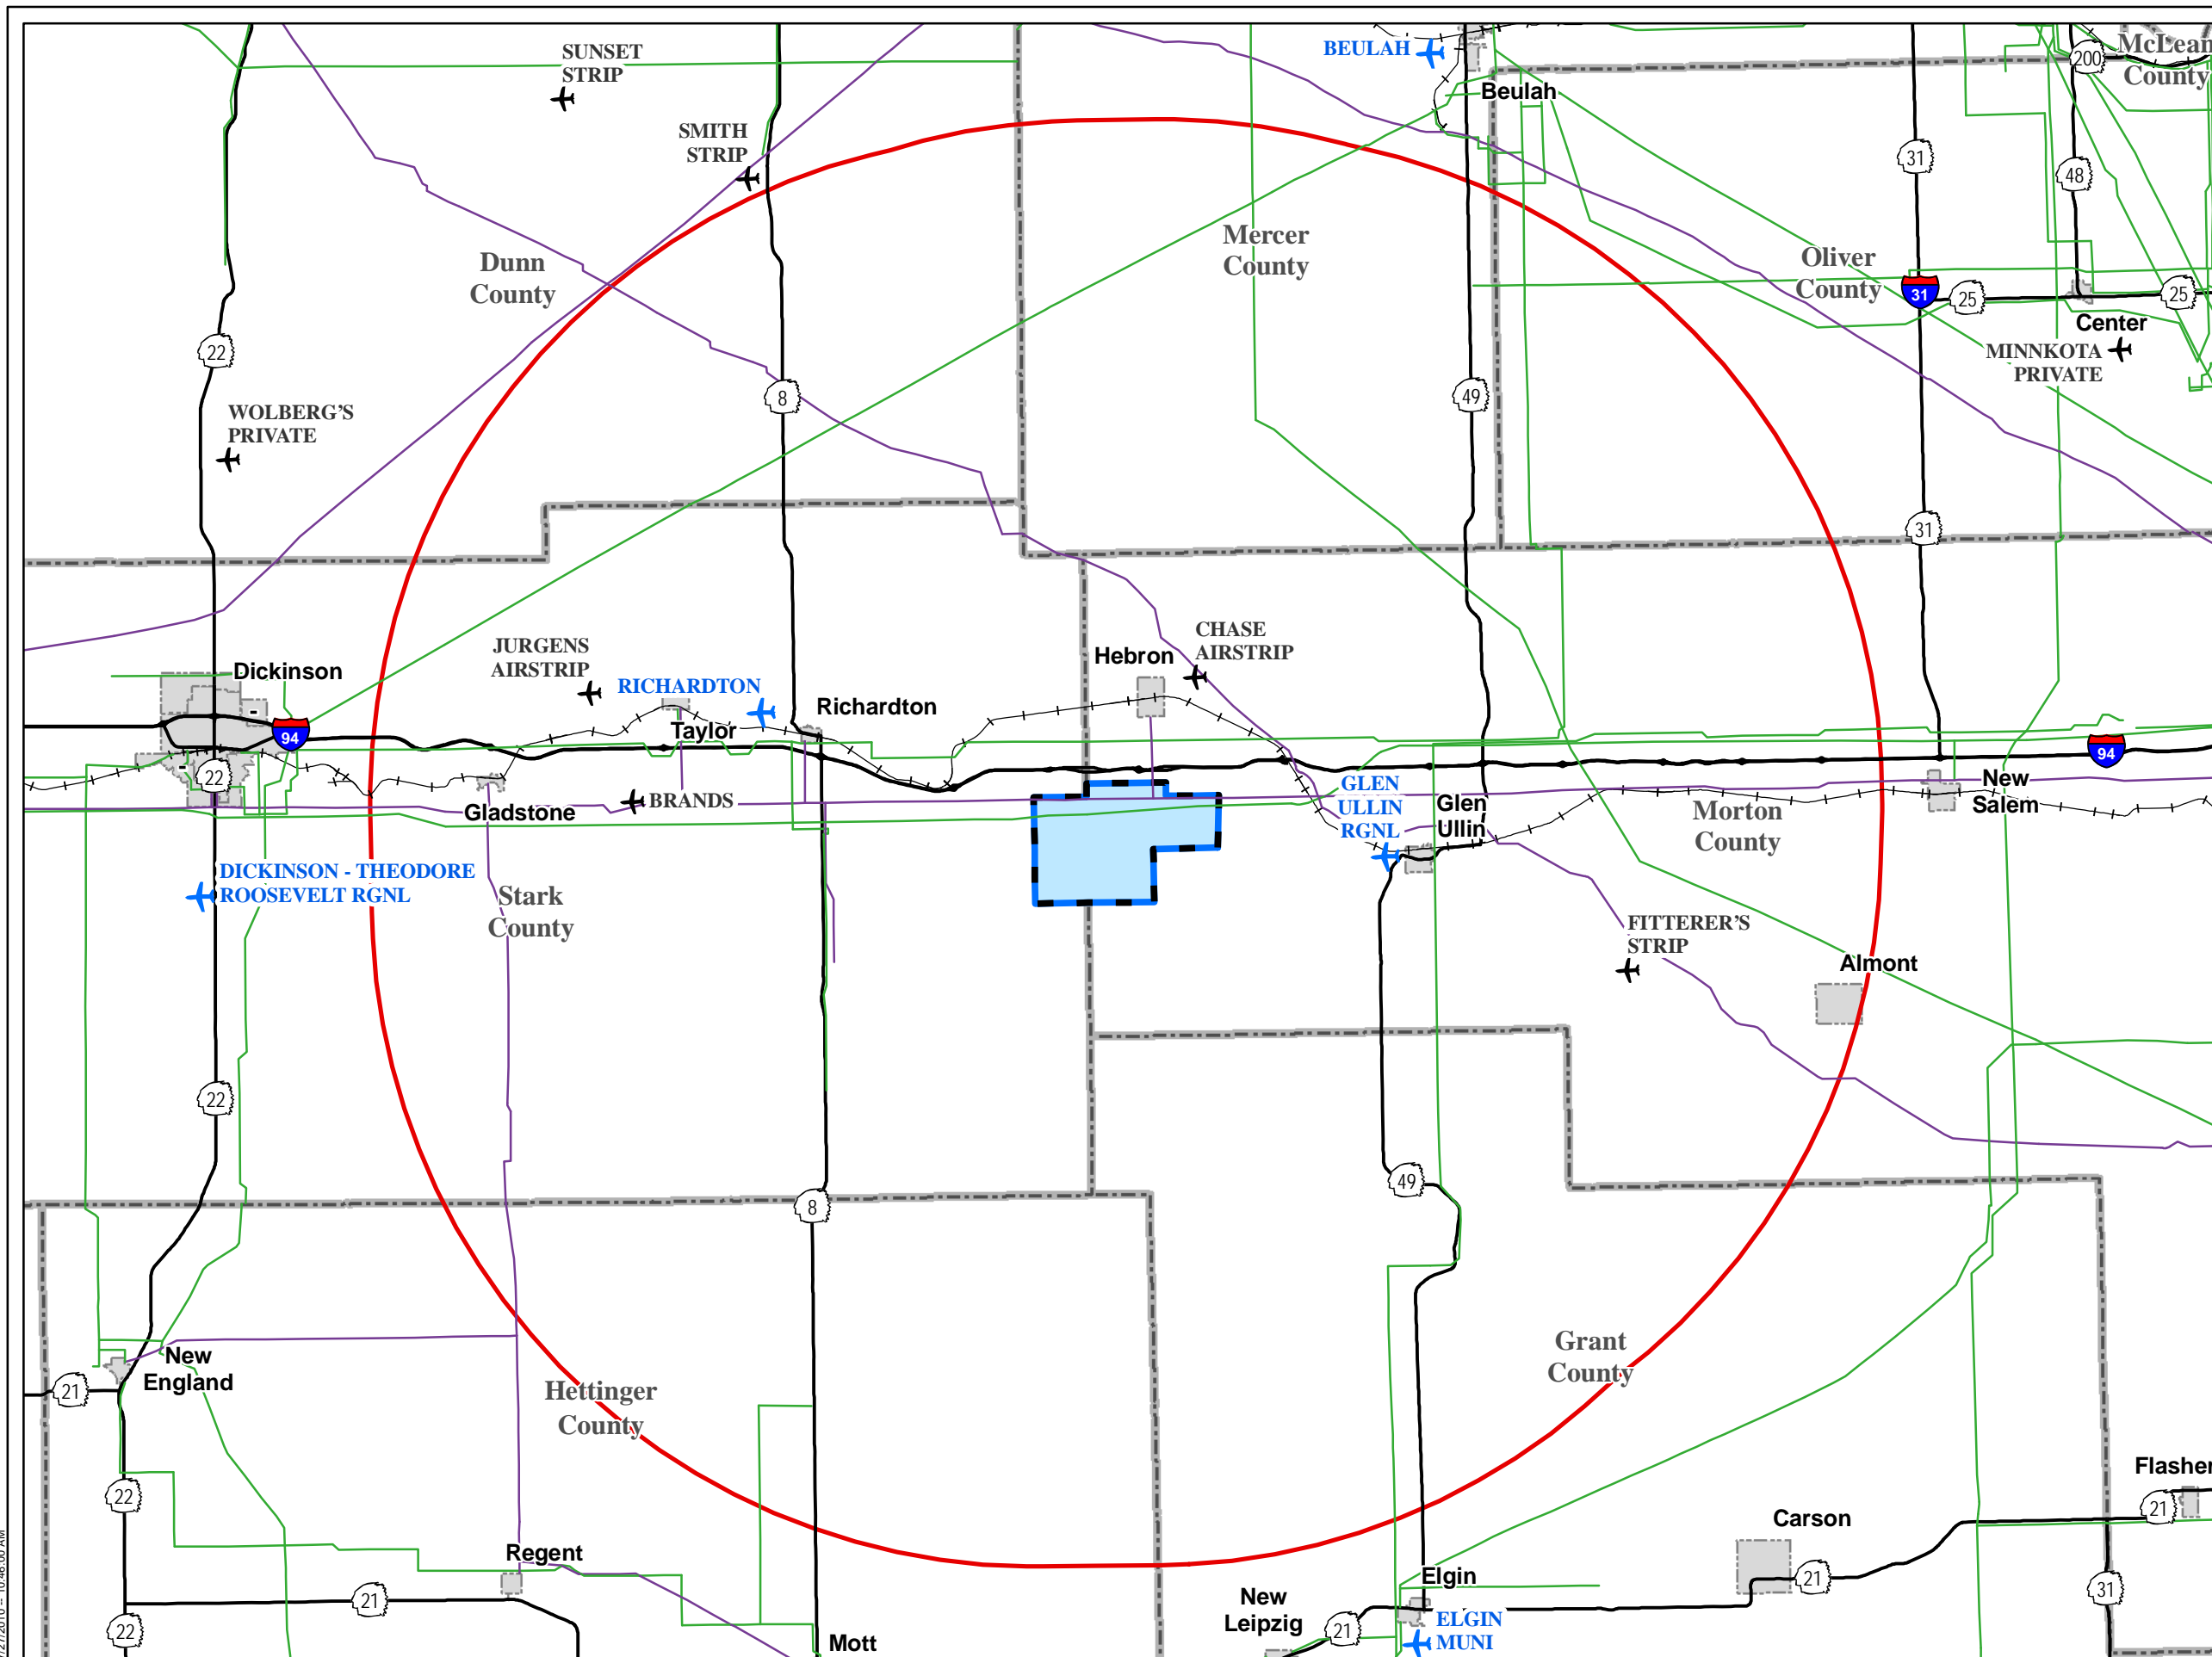 SUNSET
STRIP
BEULAH
McLean
County
200
Beulah
SMITH
STRIP
31
48
Dunn
County
Mercer
County
Oliver
County
31
25
25
Center
MINNKOTA
PRIVATE
22
8
49
WOLBERG'S
PRIVATE
31
JURGENS
AIRSTRIP
CHASE
AIRSTRIP
Hebron
Dickinson
RICHARDTON
Richardton
Taylor
94
94
22
New
Salem
GLEN
ULLIN
RGNL
Glen
Ullin
BRANDS
Gladstone
Morton
County
DICKINSON - THEODORE
ROOSEVELT RGNL
Stark
County
FITTERER'S
STRIP
Almont
22
49
8
New
England
21
Grant
County
Hettinger
County
Flasher
22
21
Carson
Regent
Elgin
21
21
31
New
Leipzig
21
ELGIN
MUNI
22
Mott